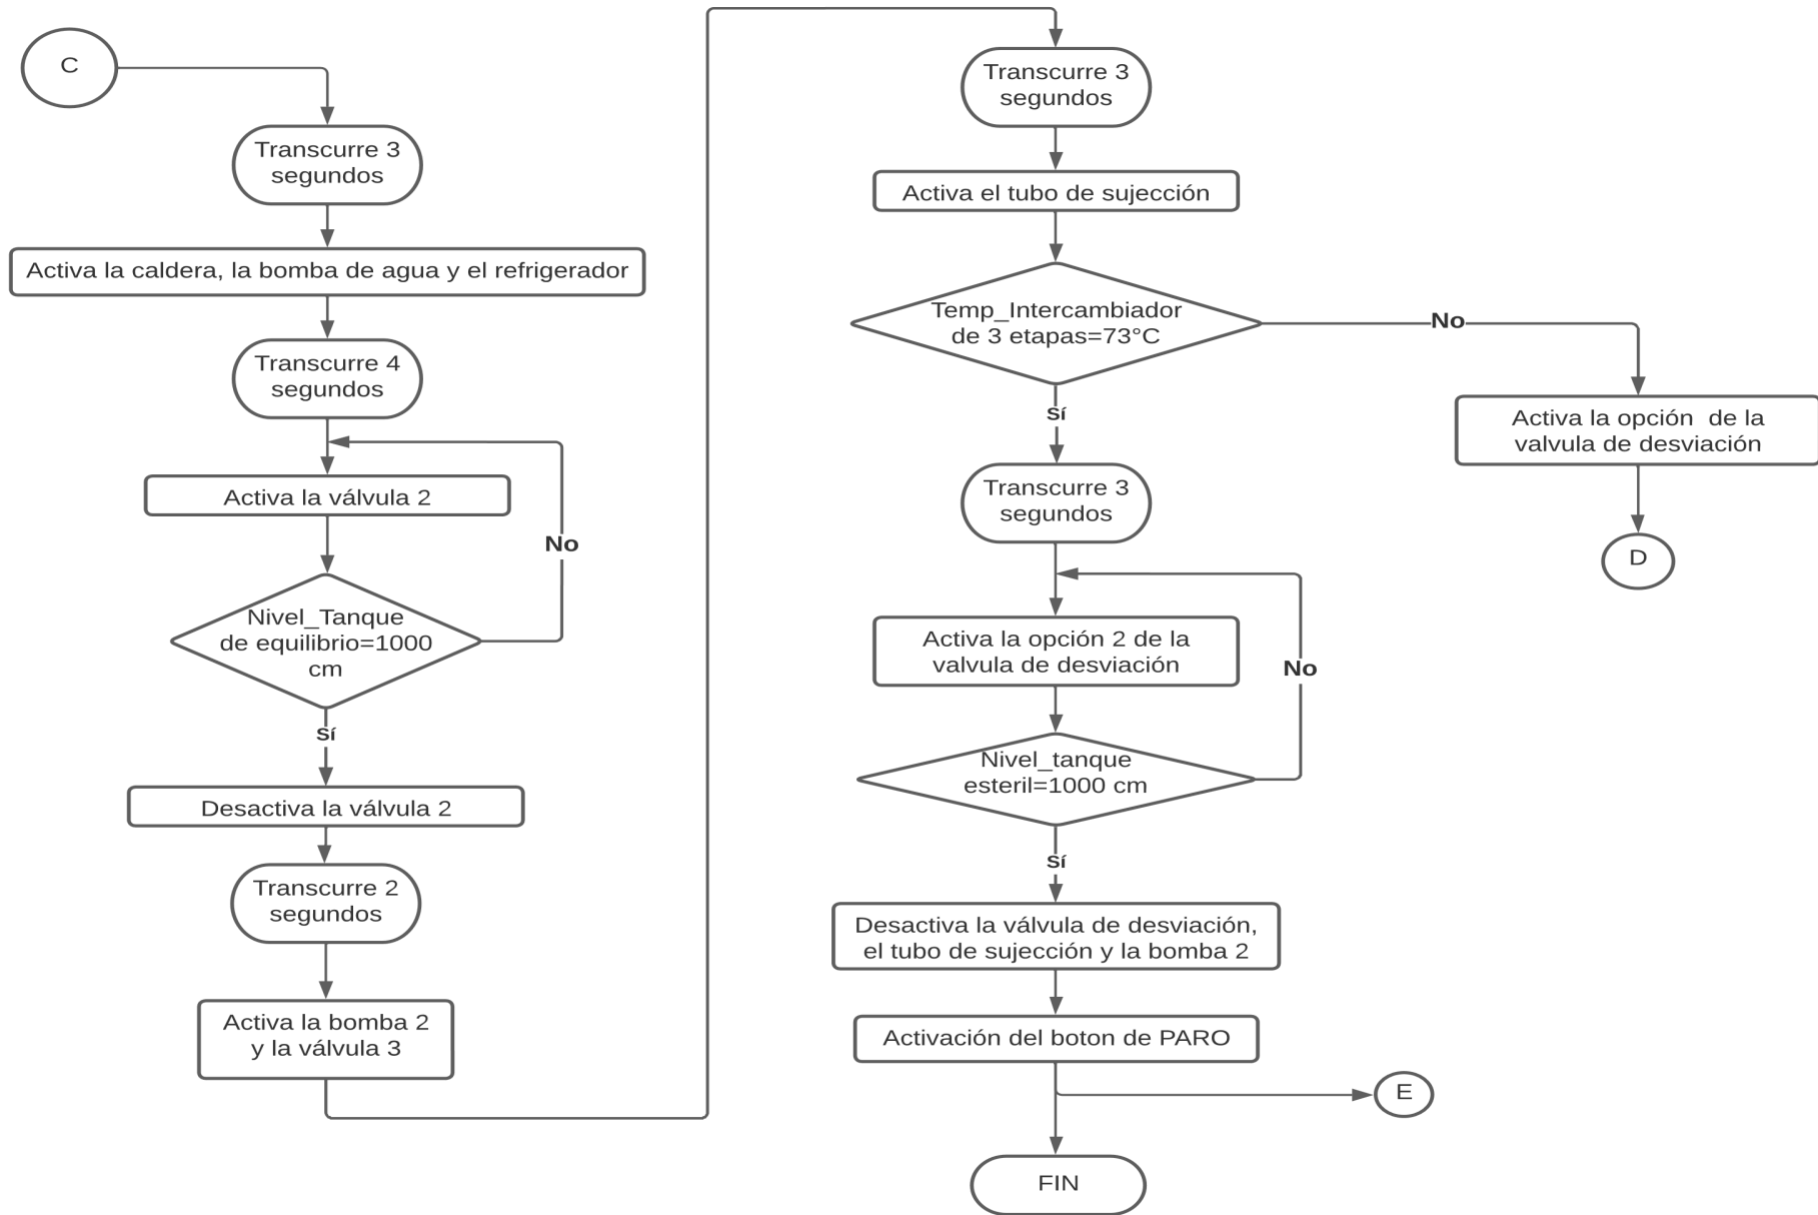 C
Transcurre 3
segundos
Activa la caldera, la bomba de agua y el refrigerador
Transcurre 4
segundos
Activa la válvula 2
No
Nivel_Tanque
de equilibrio=1000
cm
Sí
Desactiva la válvula 2
Transcurre 2
segundos
Activa la bomba 2
y la válvula 3
Transcurre 3
segundos
Activa el tubo de sujección
Temp_Intercambiador
de 3 etapas=73°C
No
Activa la opción  de la
valvula de desviación
D
Sí
Transcurre 3
segundos
Activa la opción 2 de la
valvula de desviación
No
Nivel_tanque
esteril=1000 cm
Sí
Desactiva la válvula de desviación,
el tubo de sujección y la bomba 2
Activación del boton de PARO
E
FIN